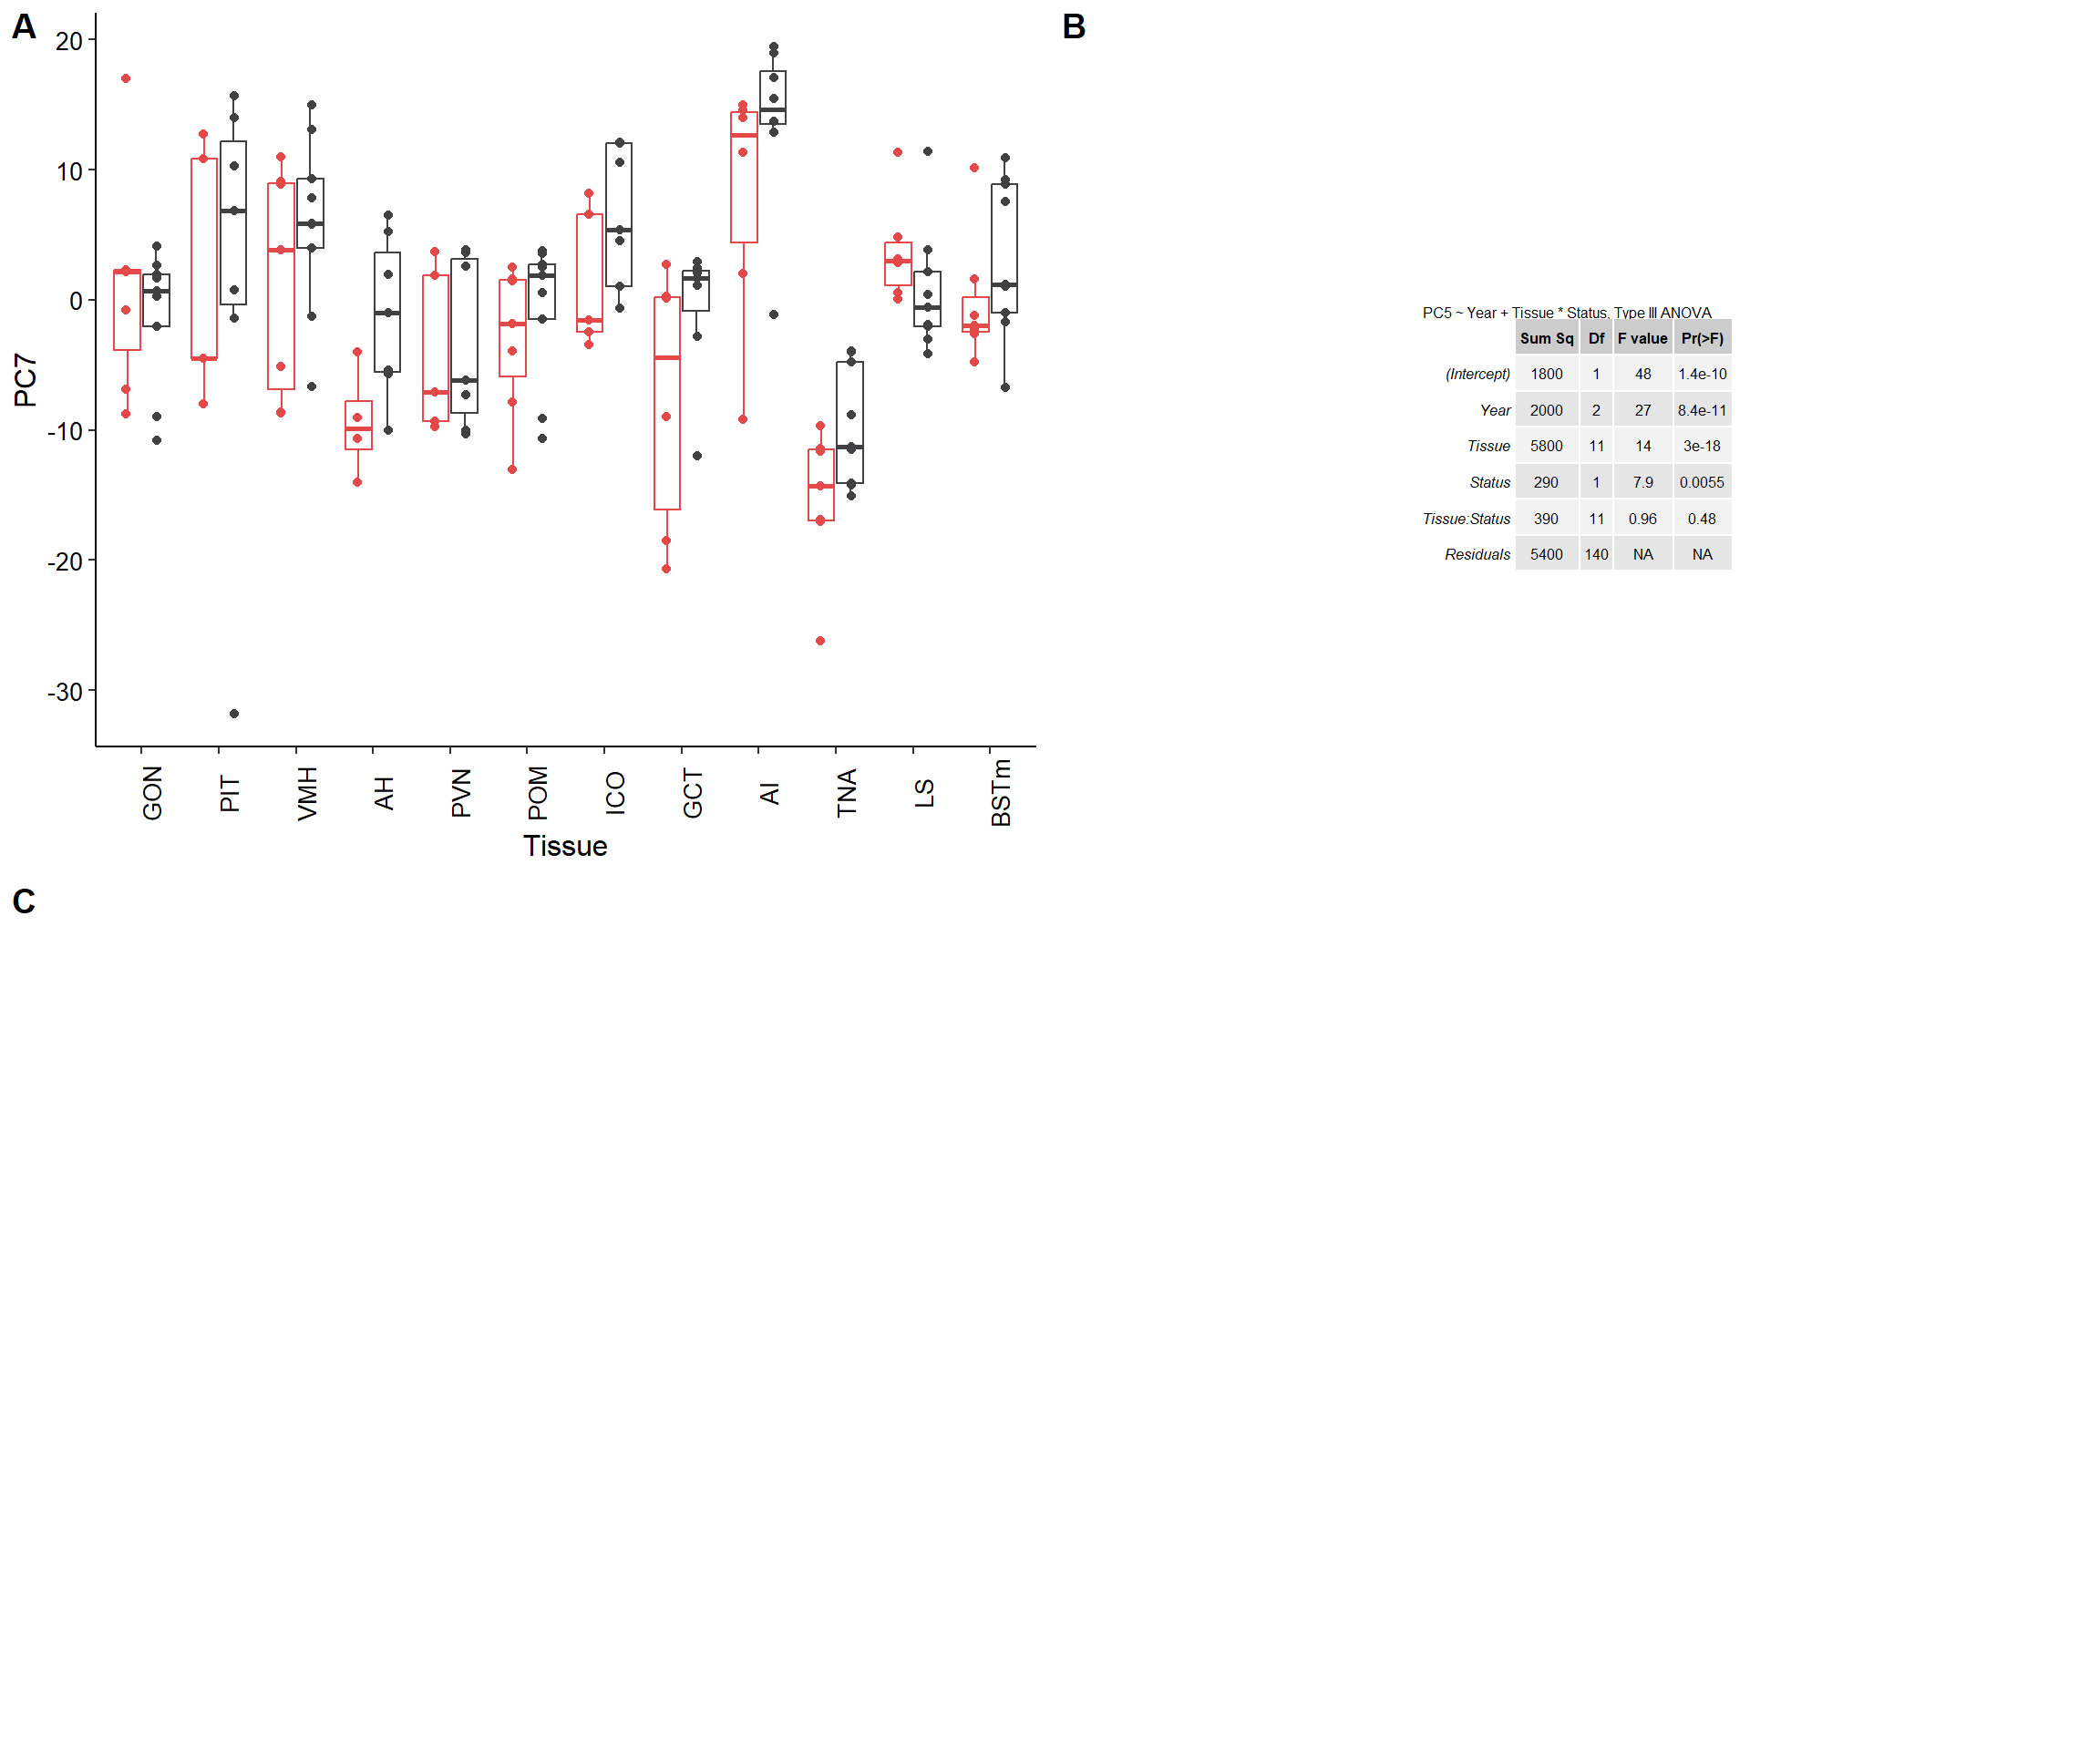 A
20
10
0
-10
-20
-30
PC7
GON PIT VMH AH PVN POM ICO GCT AI TNA LS BSTm
Tissue
B
PC5 ~ Year + Tissue * Status, Type III ANOVA
Sum Sq Df F value Pr(>F)
(Intercept) 1800 1 48 1.4e-10
Year 2000 2 27 8.4e-11
Tissue 5800 11 14 3e-18
Status 290 1 7.9 0.0055
Tissue:Status 390 11 0.96 0.48
Residuals 5400 140 NA NA
C